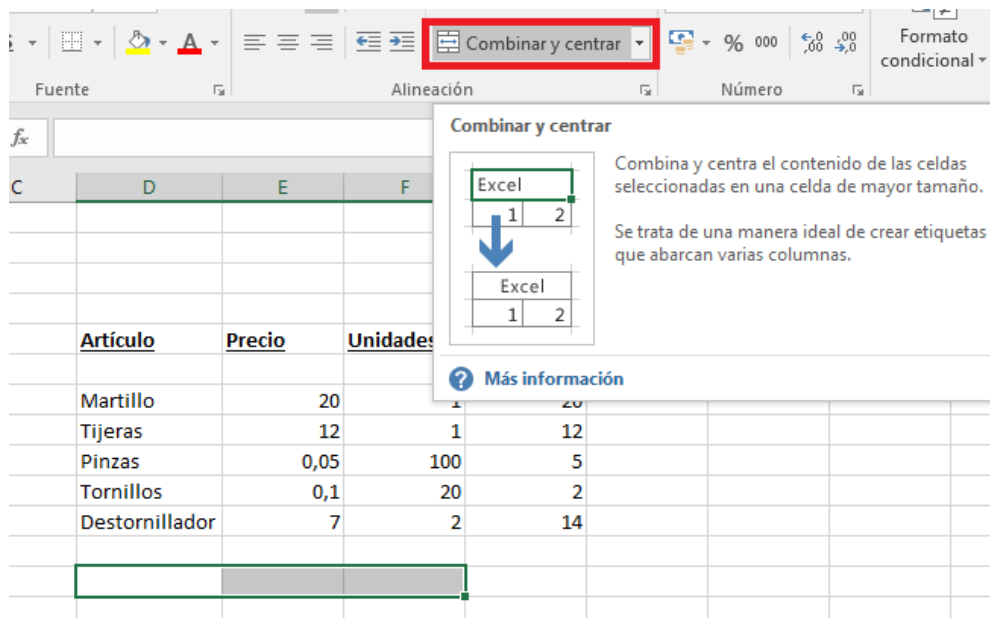 Combinar y centrar
% 000
Formato
condicional
Fuente
Alineación
Número
fx
C D E F
Combinar y centrar
Combina y centra el contenido de las celdas
seleccionadas en una celda de mayor tamaño.
Se trata de una manera ideal de crear etiquetas
que abarcan varias columnas.
Excel
1 2
Excel
1 2
Más información
Artículo Precio Unidades
Martillo 20 1 20
Tijeras 12 1 12
Pinzas 0,05 100 5
Tornillos 0,1 20 2
Destornillador 7 2 14